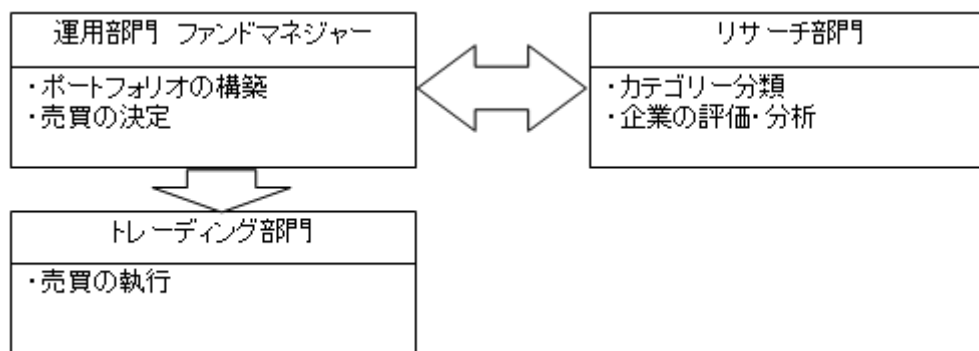 運用部門 ファンドマネジャー
・ポートフォリオの構築
・売買の決定
リサーチ部門
・カテゴリー分類
・企業の評価・分析
トレーディング部門
・売買の執行